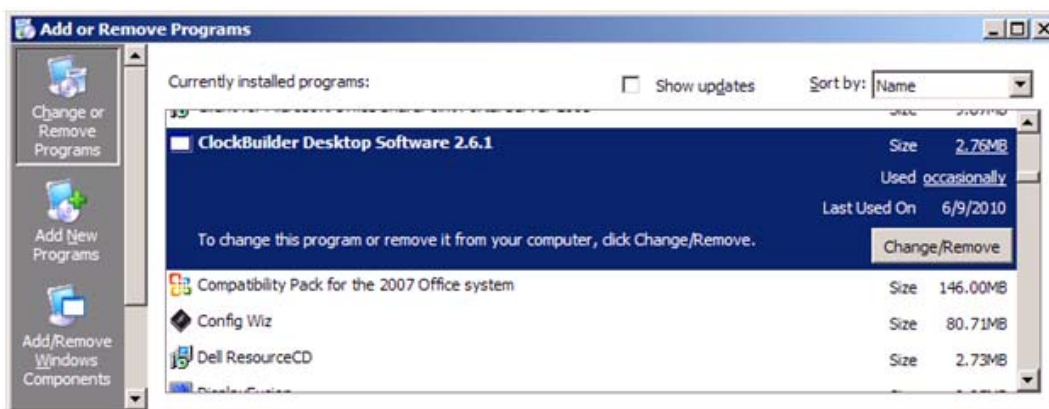 Add or Remove Programs
Change or
Remove
Programs
Add New
Programs
Add/Remove
Windows
Components
Currently installed programs:
Show updates
Sort by: Name
Size
ClockBuilder Desktop Software 2.6.1 Size 2.76MB
Used occasionally
Last Used On 6/9/2010
To change this program or remove it from your computer, click Change/Remove. Change/Remove
Compatibility Pack for the 2007 Office system Size 146.00MB
Config Wiz Size 80.71MB
Dell ResourceCD Size 2.73MB